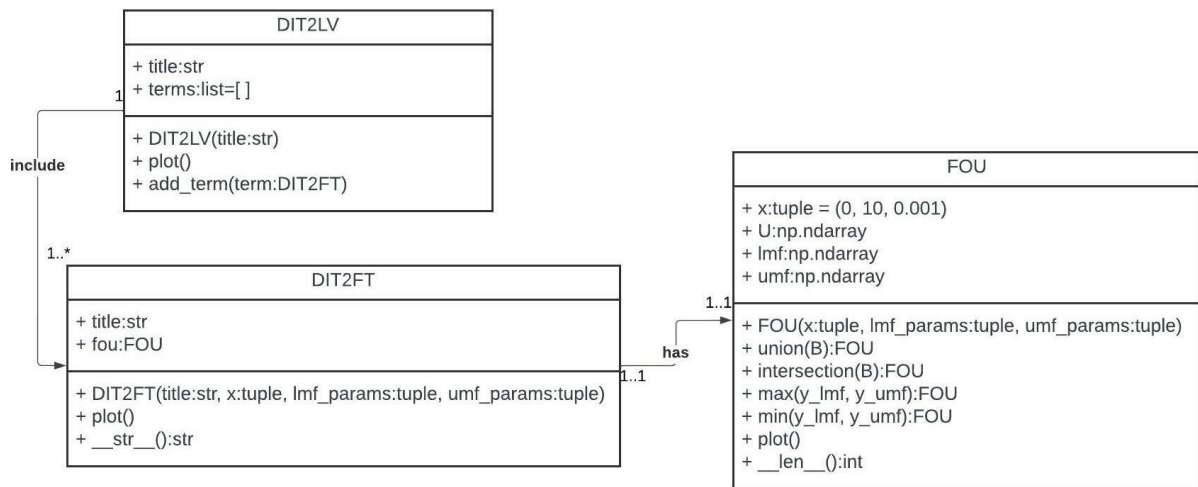 DIT2LV
+ title:str
+ terms:list=[ ]
+ DIT2LV(title:str)
+ plot()
+ add_term(term:DIT2FT)
1
include
1..*
DIT2FT
+ title:str
+ fou:FOU
+ DIT2FT(title:str, x:tuple, lmf_params:tuple, umf_params:tuple)
+ plot()
+ __str__():str
1..1
has
1..1
FOU
+ x:tuple = (0, 10, 0.001)
+ U:np.ndarray
+ lmf:np.ndarray
+ umf:np.ndarray
+ FOU(x:tuple, lmf_params:tuple, umf_params:tuple)
+ union(B):FOU
+ intersection(B):FOU
+ max(y_lmf, y_umf):FOU
+ min(y_lmf, y_umf):FOU
+ plot()
+ __len__():int